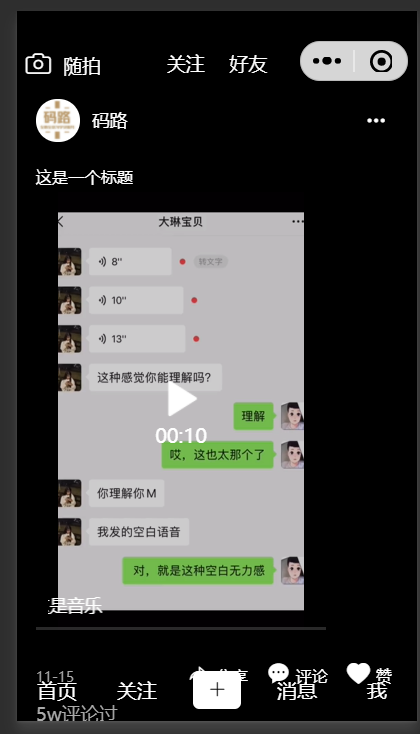 随拍 关注 好友
码路
码路
这是一个标题
大琳宝贝
8"
转文字
10"
13"
这种感觉你能理解吗?
理解
00:10
哎，这也太那个了
你理解你M
我发的空白语音
对，就是这种空白无力感
是音乐
11-15 分享 评论 赞
首页 关注 + 消息 我
5w评论过